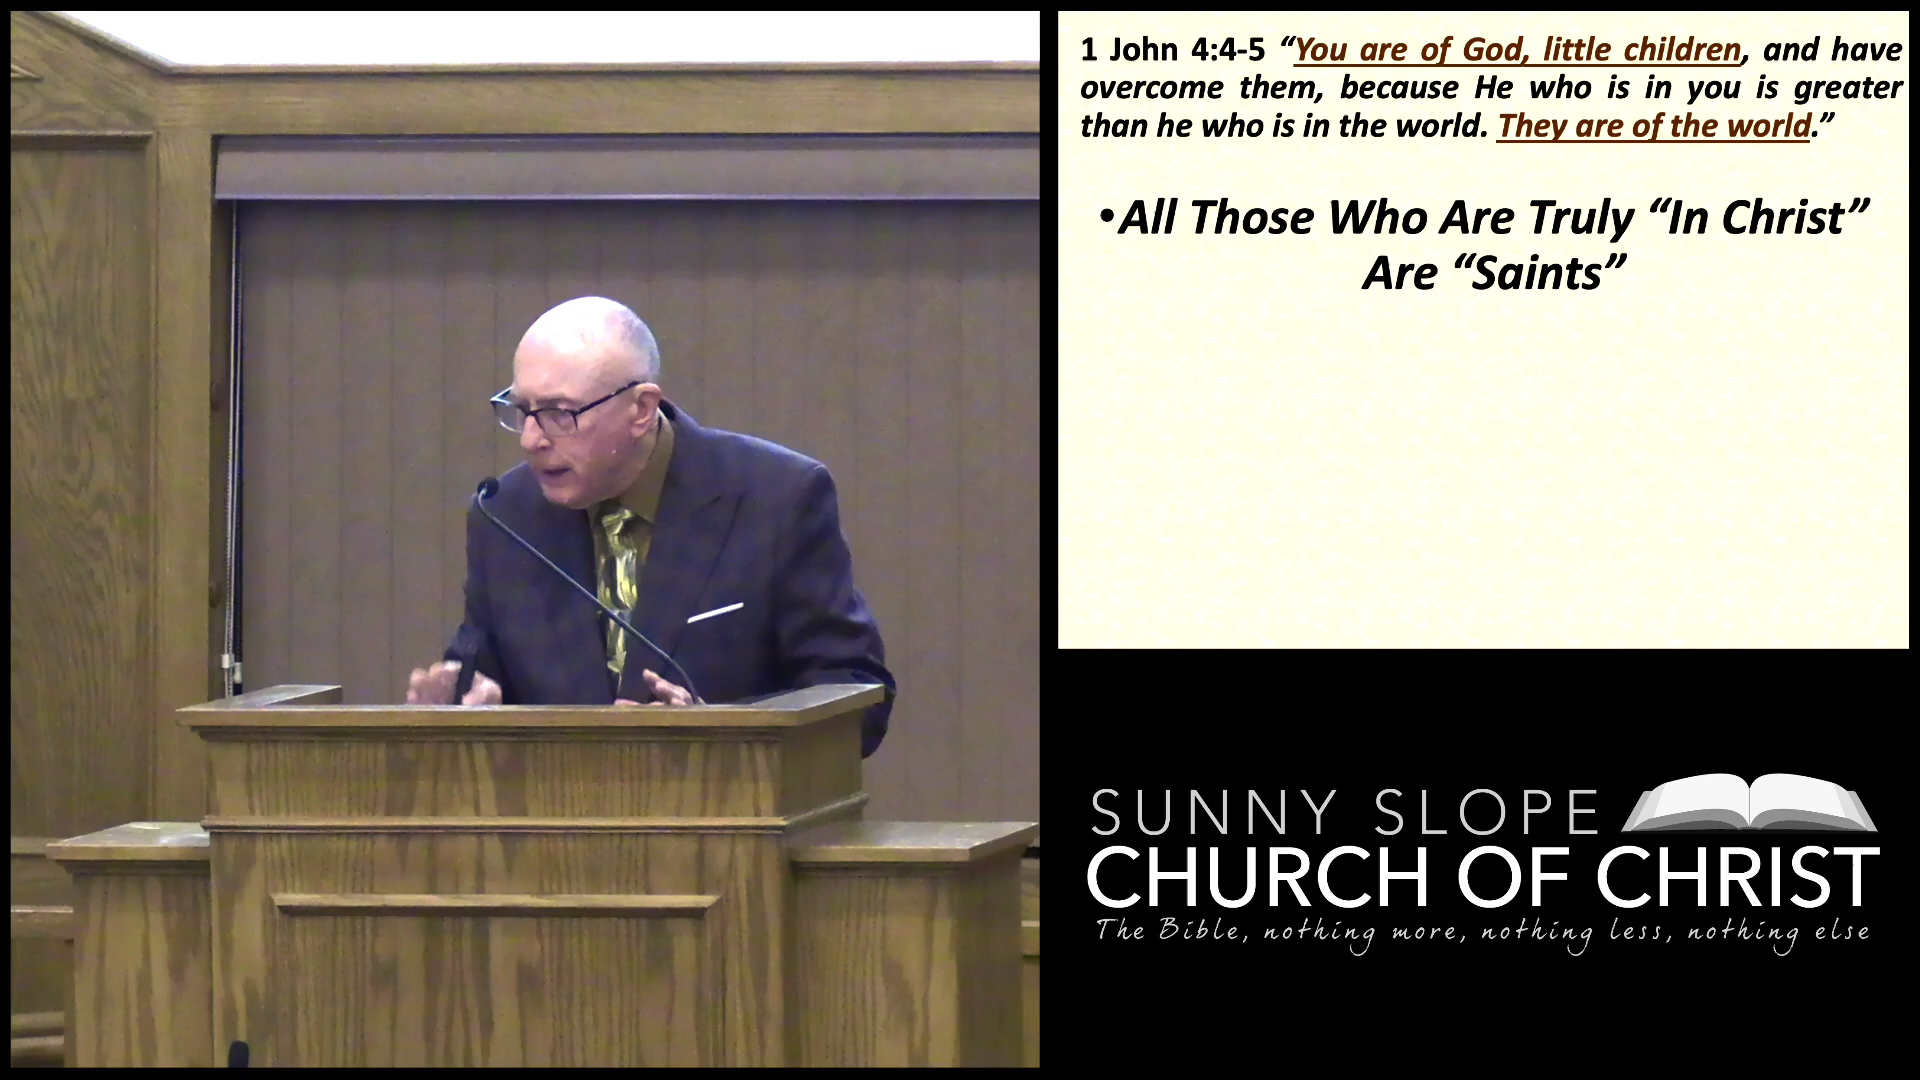 1 John 4:4-5 “You are of God, little children, and have
overcome them, because He who is in you is greater
than he who is in the world. They are of the world.”
•All Those Who Are Truly “In Christ”
Are “Saints”
SUNNY SLOPE
CHURCH OF CHRIST
The Bible, nothing more, nothing less, nothing else